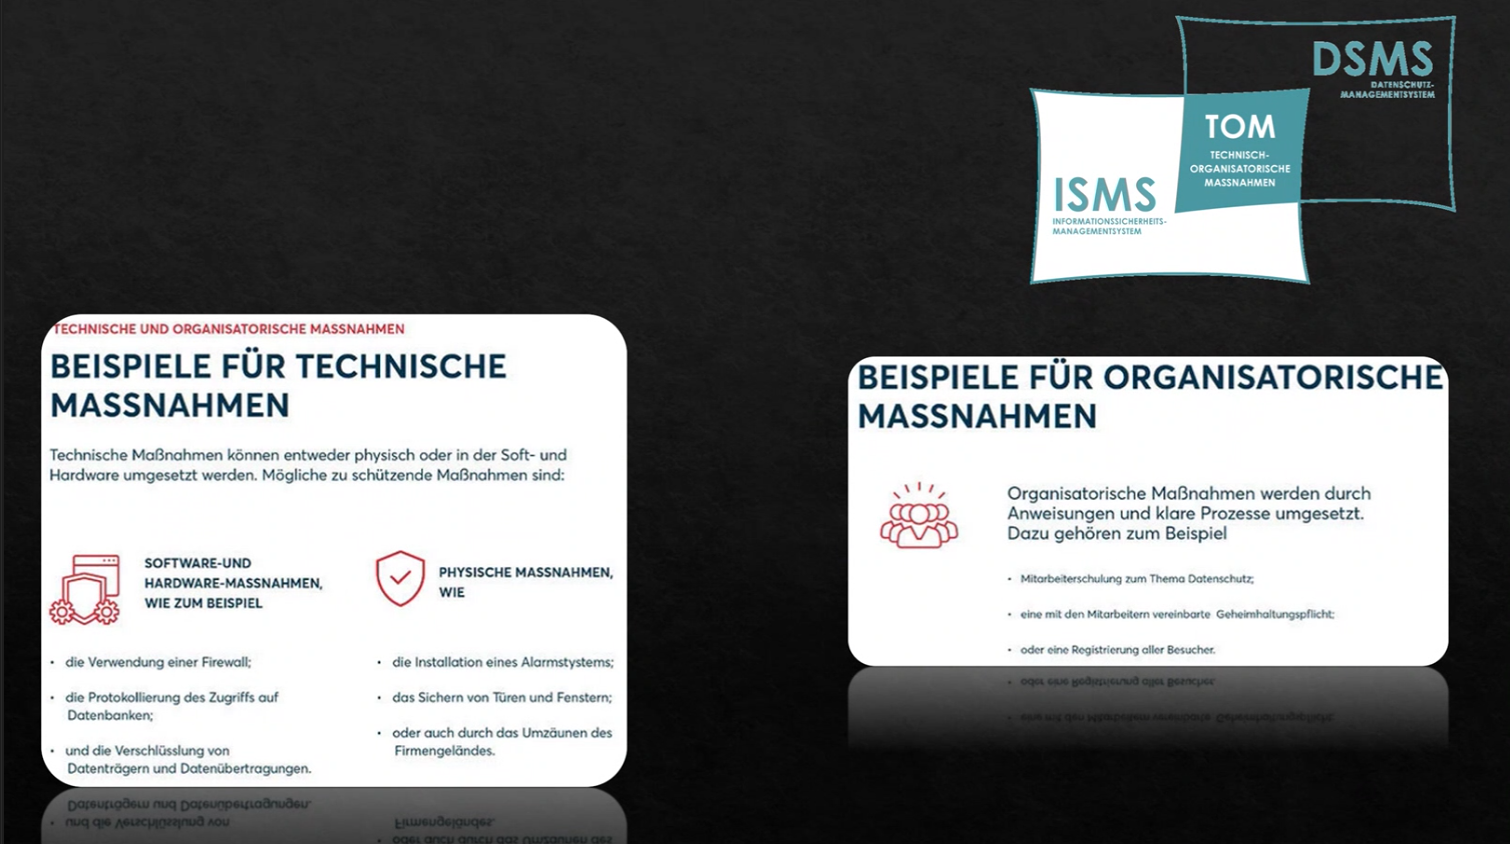 DSMS
DATENSCHUTZ-
MANAGEMENTSYSTEM
TOM
TECHNISCH-
ORGANISATORISCHE
MASSNAHMEN
ISMS
INFORMATIONSSICHERHEITS-
MANAGEMENTSYSTEM
TECHNISCHE UND ORGANISATORISCHE MASSNAHMEN
BEISPIELE FÜR TECHNISCHE
MASSNAHMEN
Technische Maßnahmen können entweder physisch oder in der Soft- und
Hardware umgesetzt werden. Mögliche zu schützende Maßnahmen sind:
SOFTWARE-UND
HARDWARE-MASSNAHMEN,
WIE ZUM BEISPIEL
• die Verwendung einer Firewall;
• die Protokollierung des Zugriffs auf
Datenbanken;
• und die Verschlüsslung von
Datenträgern und Datenübertragungen.
PHYSISCHE MASSNAHMEN,
WIE
• die Installation eines Alarmstystems;
• das Sichern von Türen und Fenstern;
• oder auch durch das Umzäunen des
Firmengeländes.
BEISPIELE FÜR ORGANISATORISCHE
MASSNAHMEN
Organisatorische Maßnahmen werden durch
Anweisungen und klare Prozesse umgesetzt.
Dazu gehören zum Beispiel
• Mitarbeiterschulung zum Thema Datenschutz;
• eine mit den Mitarbeitern vereinbarte Geheimhaltungspflicht;
• oder eine Registrierung aller Besucher.